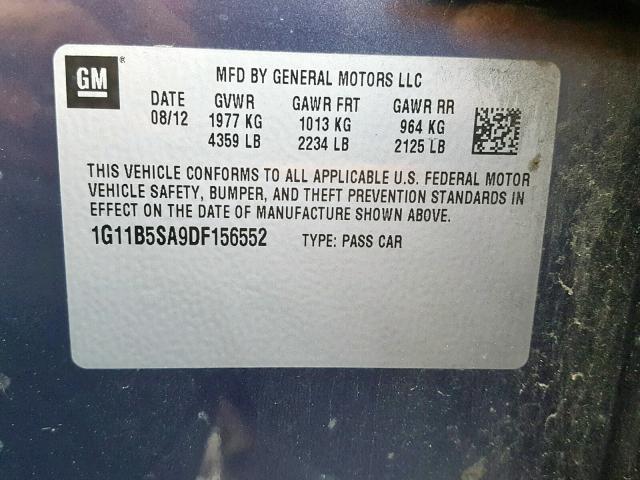 GM
MFD BY GENERAL MOTORS LLC
DATE GVWR GAWR FRT GAWR RR
08/12 1977 KG 1013 KG 964 KG
4359 LB 2234 LB 2125 LB
THIS VEHICLE CONFORMS TO ALL APPLICABLE U.S. FEDERAL MOTOR
VEHICLE SAFETY, BUMPER, AND THEFT PREVENTION STANDARDS IN
EFFECT ON THE DATE OF MANUFACTURE SHOWN ABOVE.
1G11B5SA9DF156552 TYPE: PASS CAR